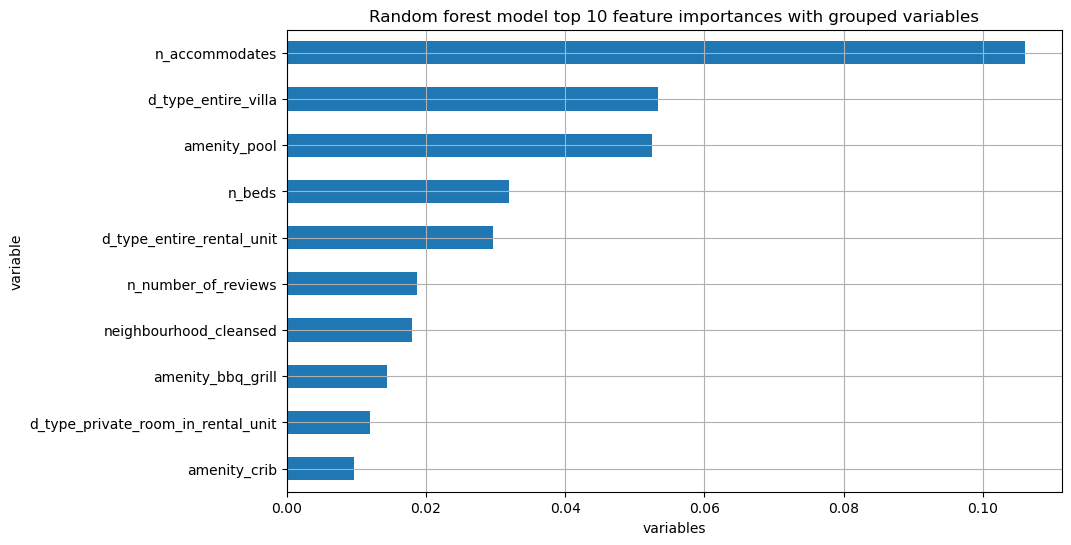 Random forest model top 10 feature importances with grouped variables
variable
n_accommodates
d_type_entire_villa
amenity_pool
n_beds
d_type_entire_rental_unit
n_number_of_reviews
neighbourhood_cleansed
amenity_bbq_grill
d_type_private_room_in_rental_unit
amenity_crib
0.00 0.02 0.04 0.06 0.08 0.10
variables